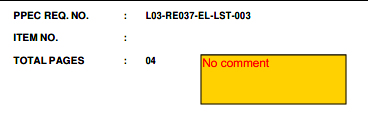 PPEC REQ. NO. : L03-RE037-EL-LST-003
ITEM NO. :
TOTAL PAGES : 04
No comment